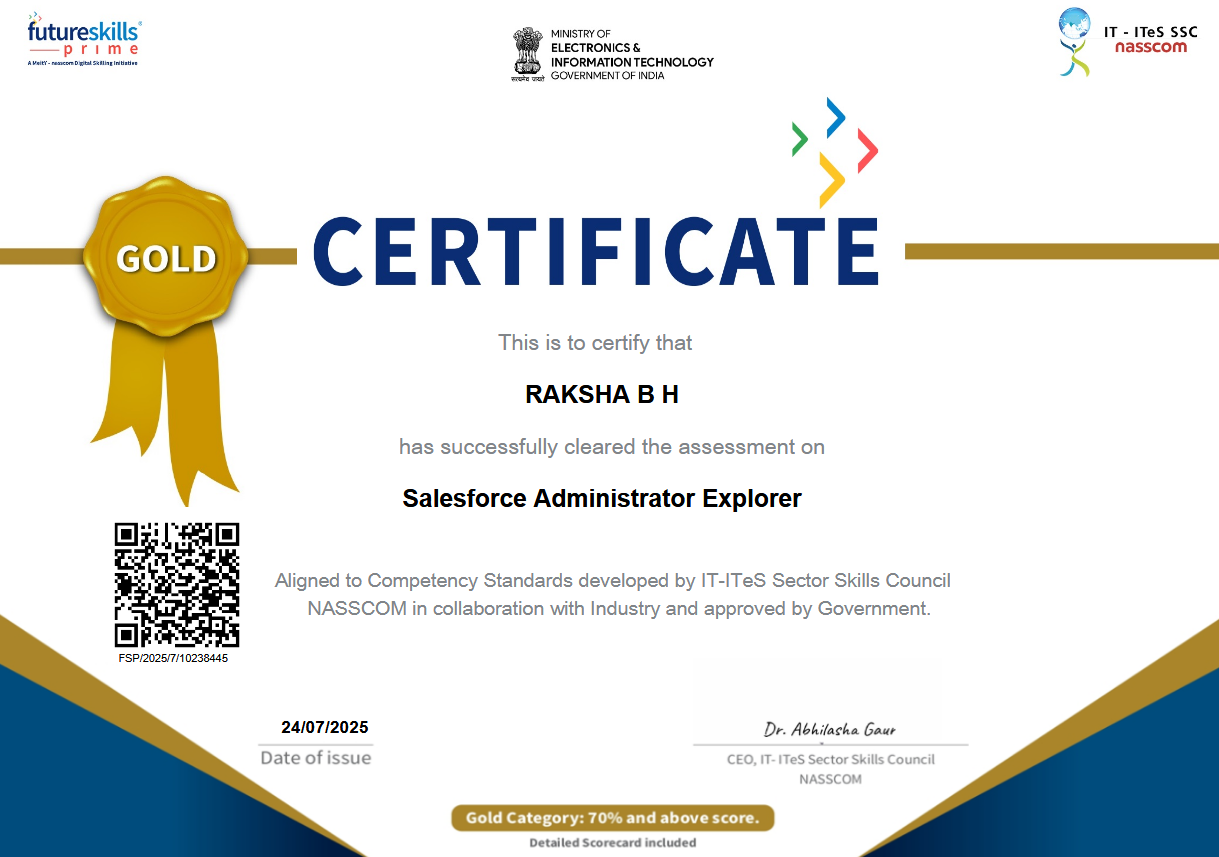 futureskills
prime
A MeitY - nasscom Digital Skilling Initiative
सत्यमेव जयते
MINISTRY OF
ELECTRONICS &
INFORMATION TECHNOLOGY
GOVERNMENT OF INDIA
IT - ITeS SSC
nasscom
GOLD
CERTIFICATE
This is to certify that
RAKSHA B H
has successfully cleared the assessment on
Salesforce Administrator Explorer
Aligned to Competency Standards developed by IT-ITeS Sector Skills Council
NASSCOM in collaboration with Industry and approved by Government.
FSP/2025/7/10238445
24/07/2025
Date of issue
Dr. Abhilasha Gaur
CEO, IT- ITeS Sector Skills Council
NASSCOM
Gold Category: 70% and above score.
Detailed Scorecard included